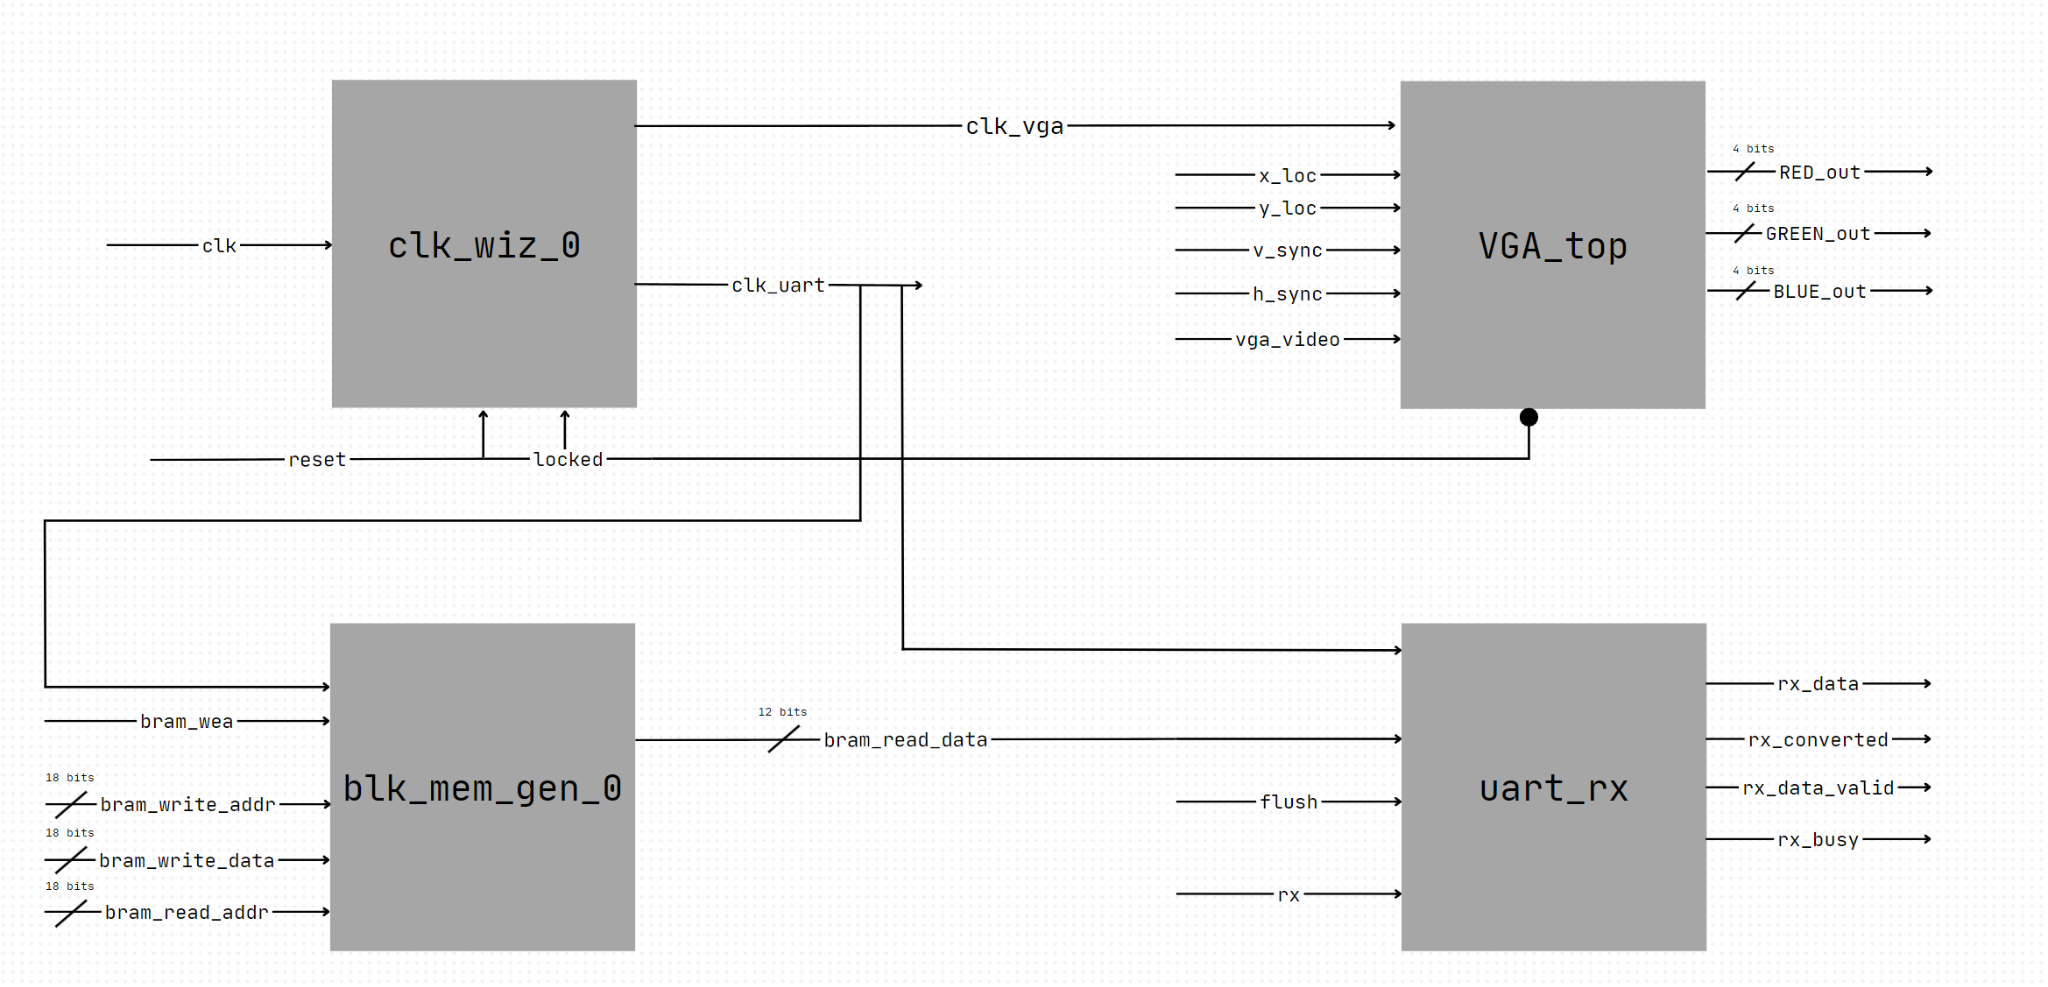 clk_wiz_0
clk
clk_vga
clk_uart
reset
locked
VGA_top
x_loc
y_loc
v_sync
h_sync
vga_video
4 bits
RED_out
4 bits
GREEN_out
4 bits
BLUE_out
blk_mem_gen_0
bram_wea
18 bits
bram_write_addr
18 bits
bram_write_data
18 bits
bram_read_addr
12 bits
bram_read_data
uart_rx
flush
rx
rx_data
rx_converted
rx_data_valid
rx_busy